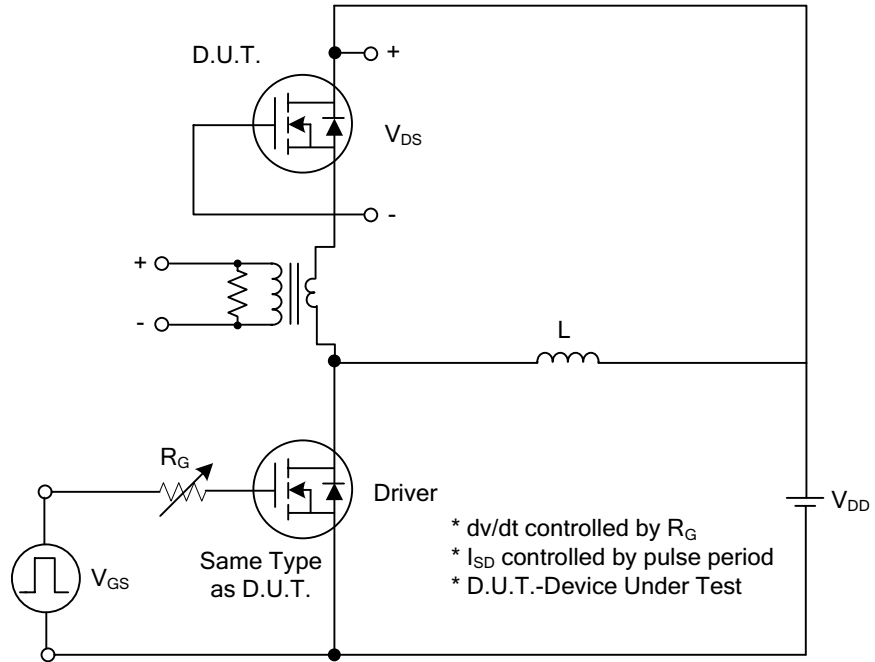 D.U.T.
+
V_DS
-
+
-
L
R_G
Driver
V_DD
V_GS
Same Type
as D.U.T.
* dv/dt controlled by R_G
* I_SD controlled by pulse period
* D.U.T.-Device Under Test